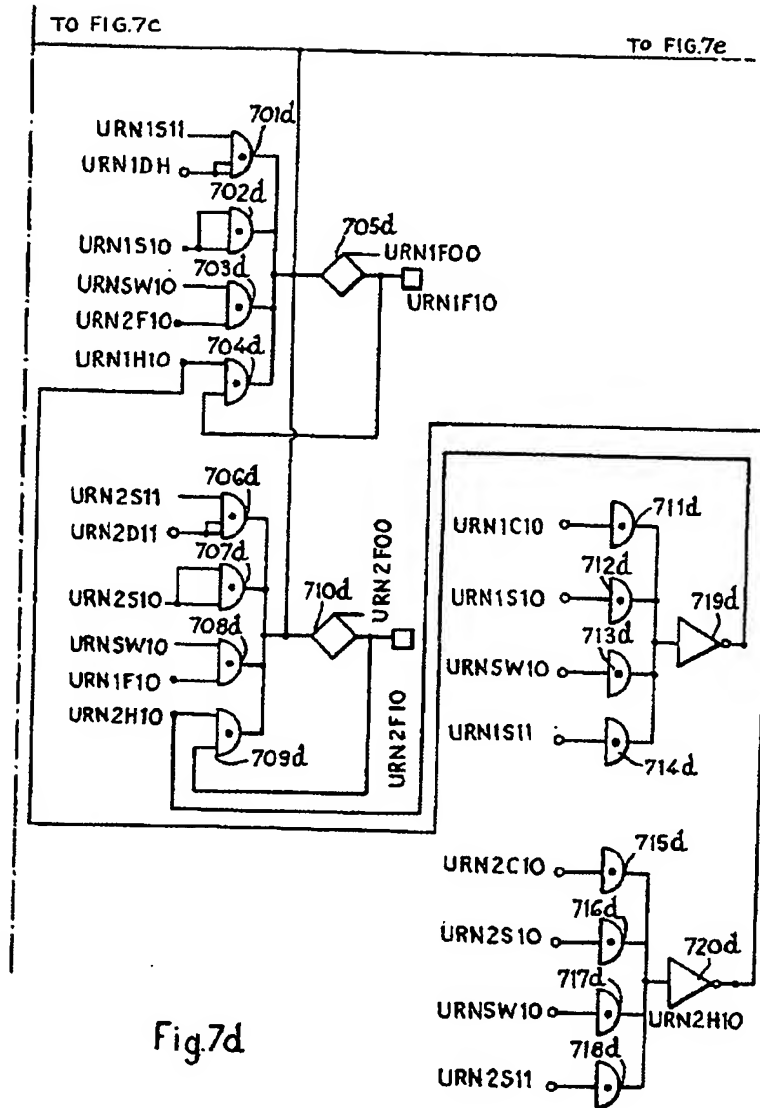 TO FIG.7c
TO FIG.7e
URN1S11
701d
URN1DH
702d
URN1S10
703d
URNSW10
URN2F10
704d
URN1H10
705d
URN1F00
URN1F10
URN2S11
706d
URN2D11
707d
URN2S10
708d
URNSW10
URN1F10
URN2H10
709d
710d
URN2F00
URN2F10
URN1C10
711d
URN1S10
712d
URNSW10
713d
URN1S11
714d
719d
URN2C10
715d
URN2S10
716d
URNSW10
717d
URN2S11
718d
720d
URN2H10
Fig.7d